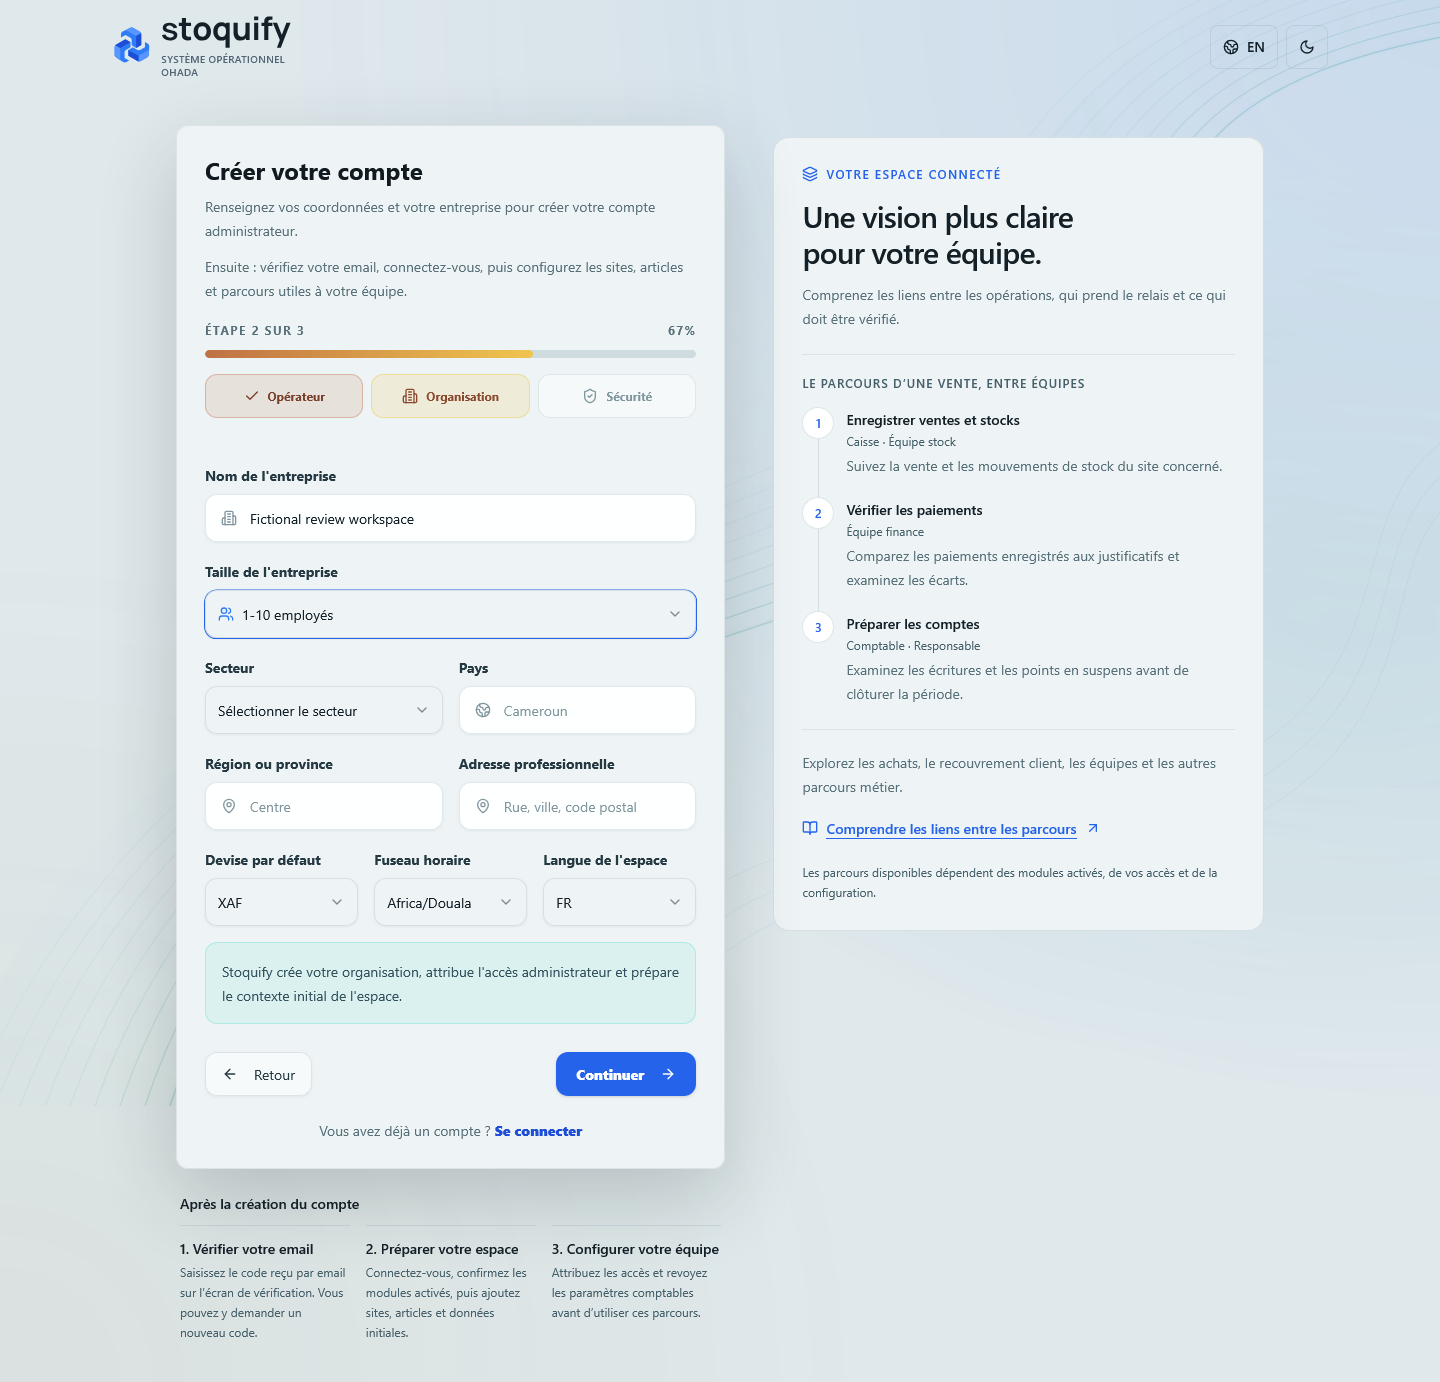 stoquify
SYSTÈME OPÉRATIONNEL
OHADA
EN
Créer votre compte
Renseignez vos coordonnées et votre entreprise pour créer votre compte
administrateur.
Ensuite : vérifiez votre email, connectez-vous, puis configurez les sites, articles
et parcours utiles à votre équipe.
ÉTAPE 2 SUR 3
67%
Opérateur
Organisation
Sécurité
Nom de l'entreprise
Fictional review workspace
Taille de l'entreprise
1-10 employés
Secteur
Pays
Sélectionner le secteur
Cameroun
Région ou province
Adresse professionnelle
Centre
Rue, ville, code postal
Devise par défaut
Fuseau horaire
Langue de l'espace
XAF
Africa/Douala
FR
Stoquify crée votre organisation, attribue l'accès administrateur et prépare
le contexte initial de l'espace.
Retour
Continuer
Vous avez déjà un compte ? Se connecter
Après la création du compte
1. Vérifier votre email
Saisissez le code reçu par email
sur l’écran de vérification. Vous
pouvez y demander un
nouveau code.
2. Préparer votre espace
Connectez-vous, confirmez les
modules activés, puis ajoutez
sites, articles et données
initiales.
3. Configurer votre équipe
Attribuez les accès et revoyez
les paramètres comptables
avant d’utiliser ces parcours.
VOTRE ESPACE CONNECTÉ
Une vision plus claire
pour votre équipe.
Comprenez les liens entre les opérations, qui prend le relais et ce qui
doit être vérifié.
LE PARCOURS D’UNE VENTE, ENTRE ÉQUIPES
1
Enregistrer ventes et stocks
Caisse · Équipe stock
Suivez la vente et les mouvements de stock du site concerné.
2
Vérifier les paiements
Équipe finance
Comparez les paiements enregistrés aux justificatifs et
examinez les écarts.
3
Préparer les comptes
Comptable · Responsable
Examinez les écritures et les points en suspens avant de
clôturer la période.
Explorez les achats, le recouvrement client, les équipes et les autres
parcours métier.
Comprendre les liens entre les parcours
Les parcours disponibles dépendent des modules activés, de vos accès et de la
configuration.